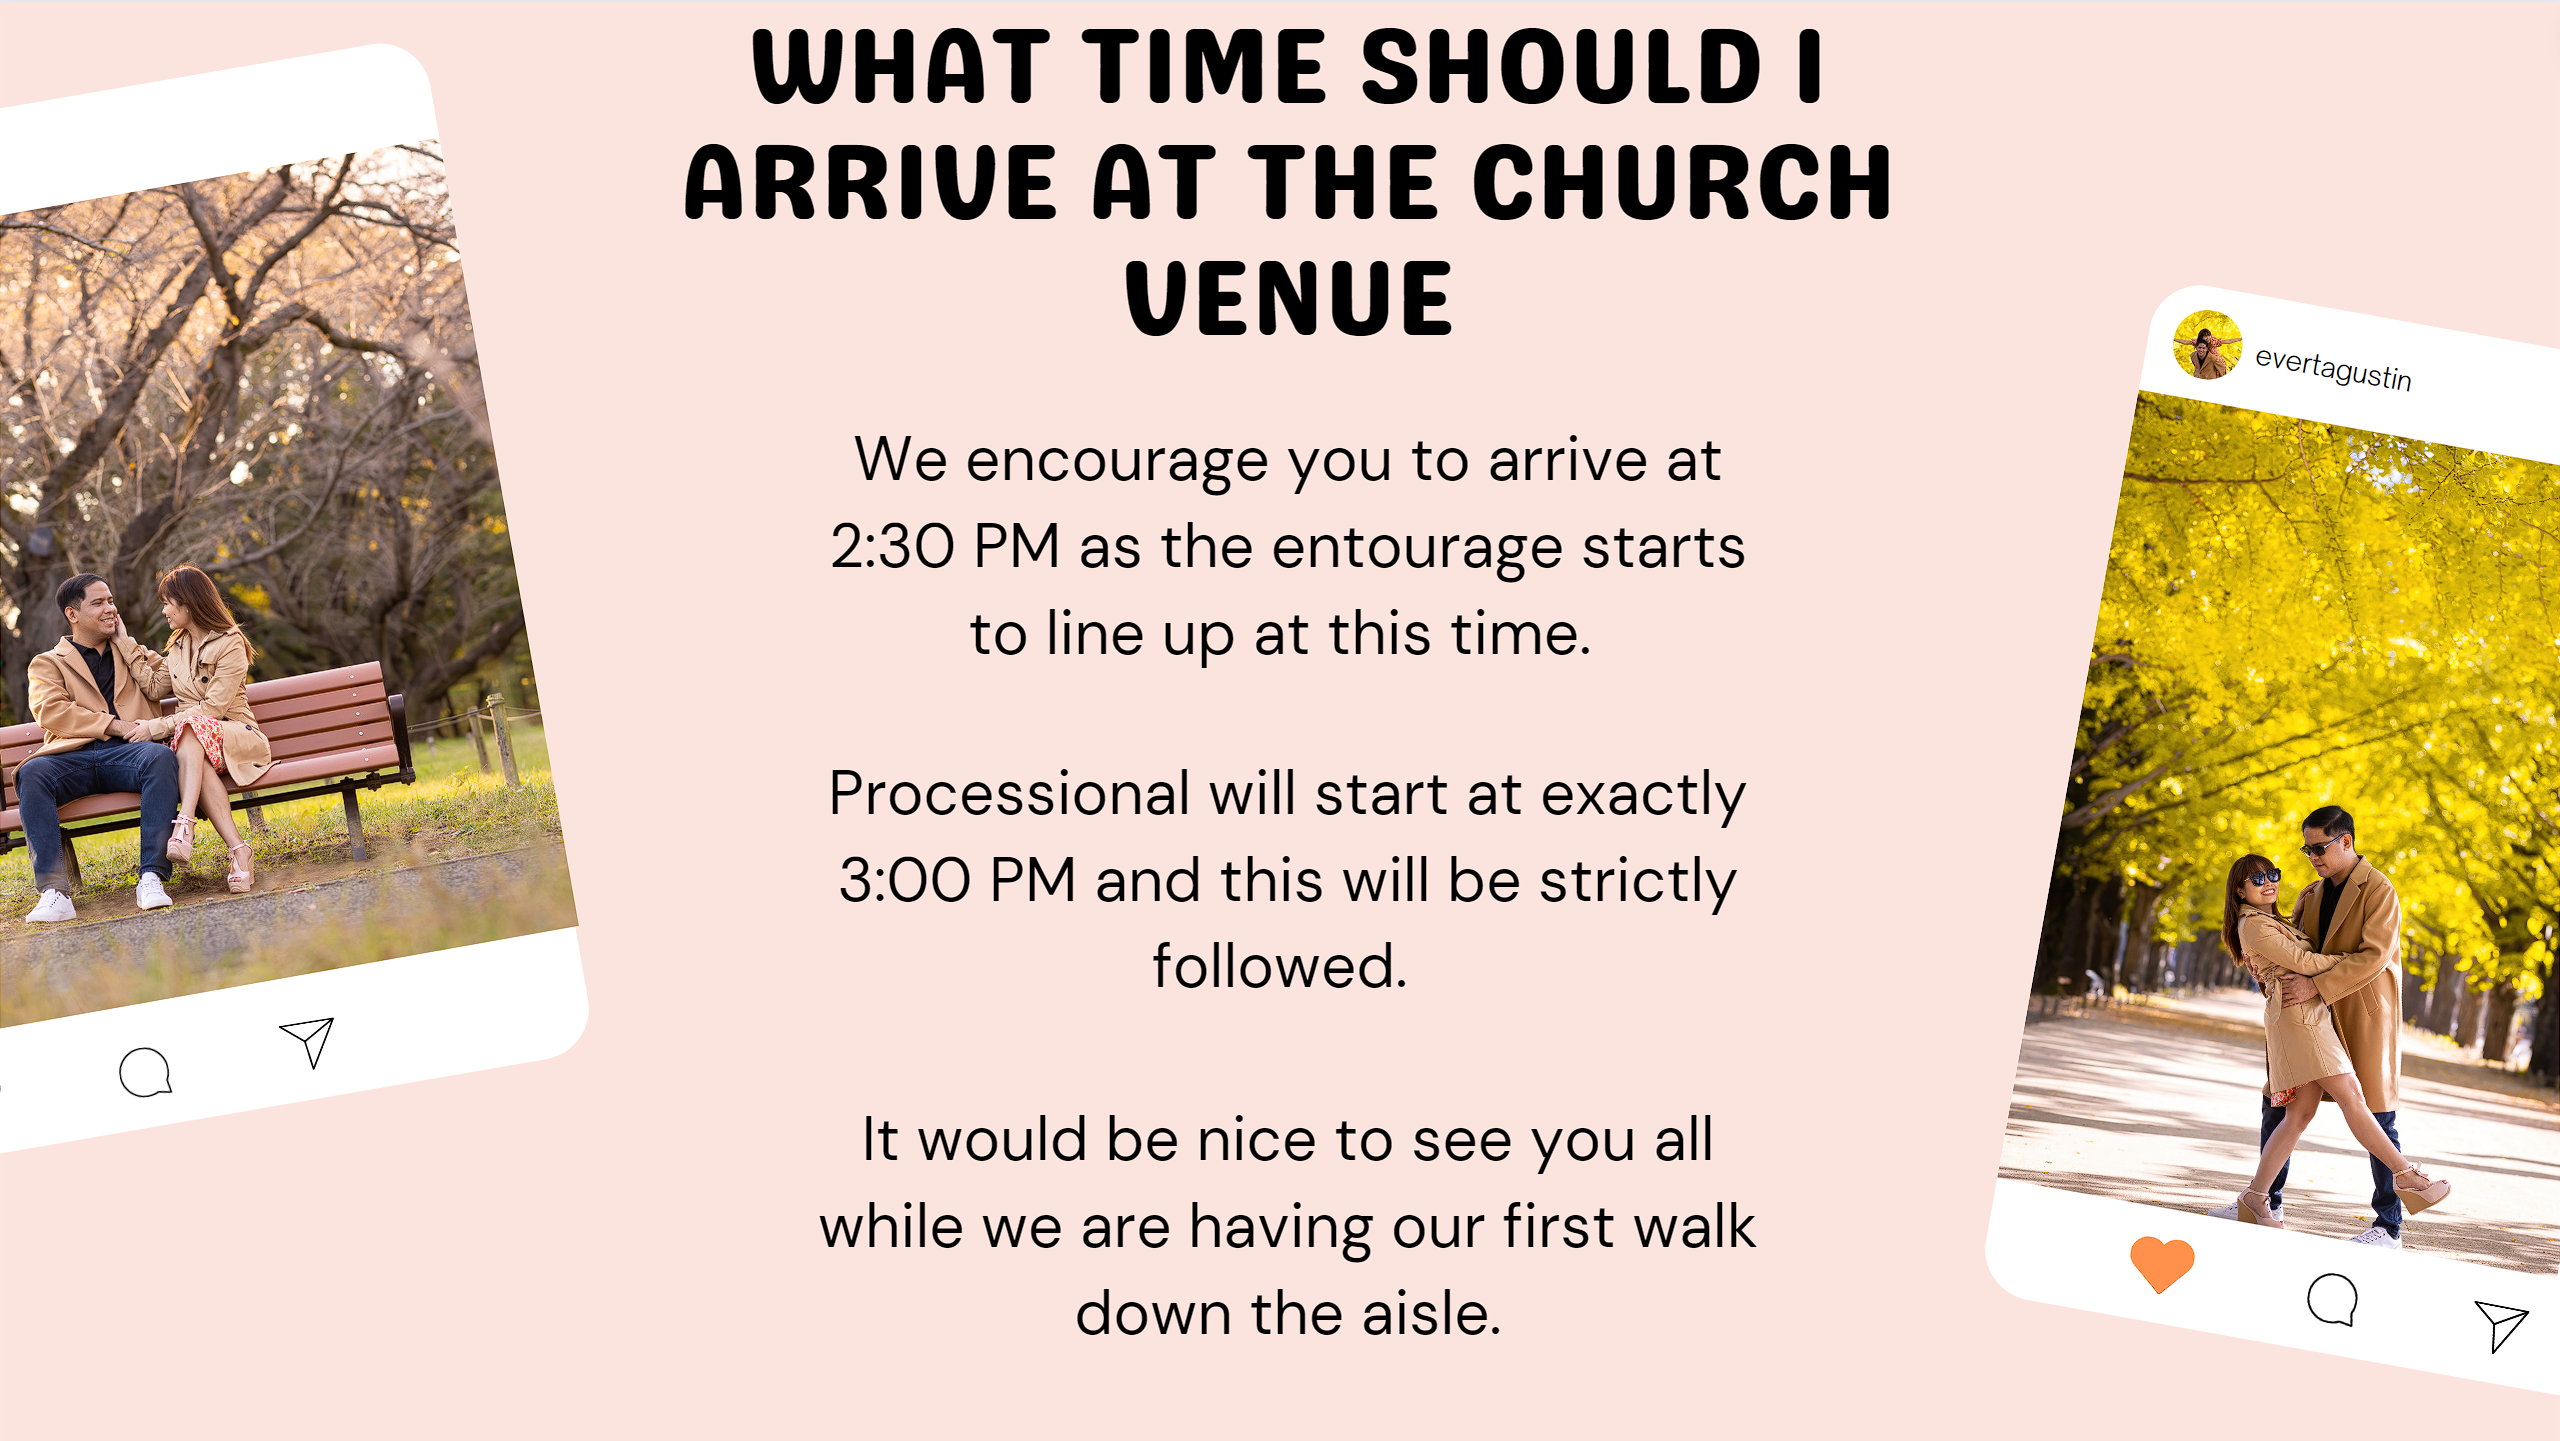 WHAT TIME SHOULD I
ARRIVE AT THE CHURCH
VENUE
We encourage you to arrive at
2:30 PM as the entourage starts
to line up at this time.
Processional will start at exactly
3:00 PM and this will be strictly
followed.
It would be nice to see you all
while we are having our first walk
down the aisle.
evertagustin